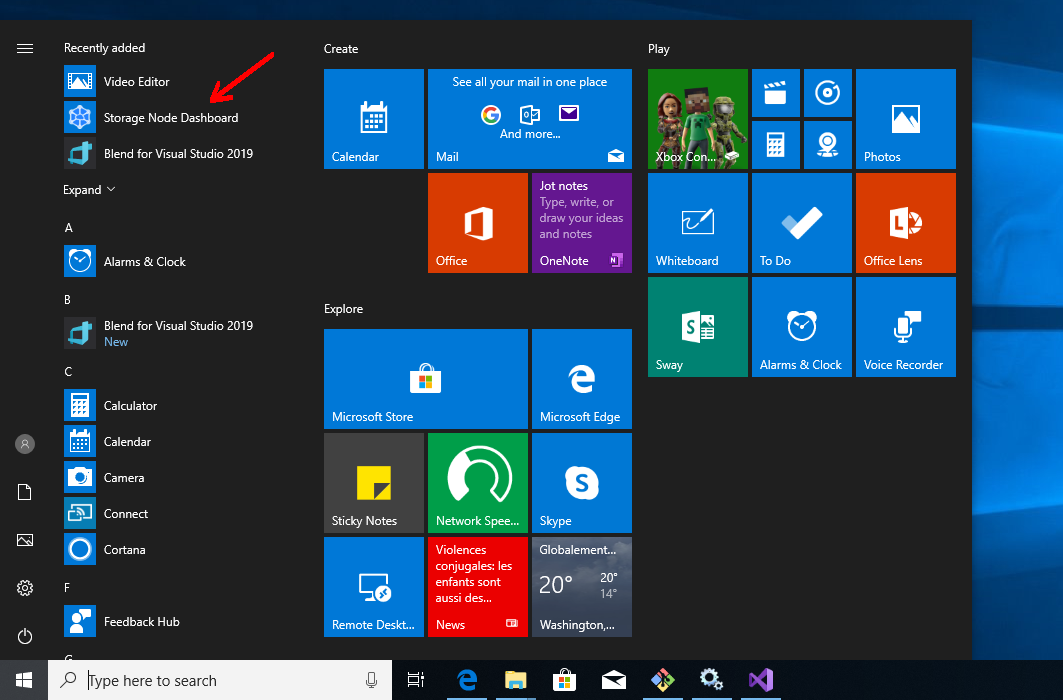 Recently added
Video Editor
Storage Node Dashboard
Blend for Visual Studio 2019
Expand
A
Alarms & Clock
B
Blend for Visual Studio 2019
New
C
Calculator
Calendar
Camera
Connect
Cortana
F
Feedback Hub
G
Create
Calendar
See all your mail in one place
And more...
Mail
Office
Jot notes
Type, write, or
draw your ideas
and notes
OneNote
Explore
Microsoft Store
Microsoft Edge
Sticky Notes
Network Spee...
Skype
Remote Deskt...
Violences
conjugales: les
enfants sont
aussi des...
News
Globalement...
20°
20°
14°
Washington,...
Play
Xbox Con...
Photos
Whiteboard
To Do
Office Lens
Sway
Alarms & Clock
Voice Recorder
Type here to search